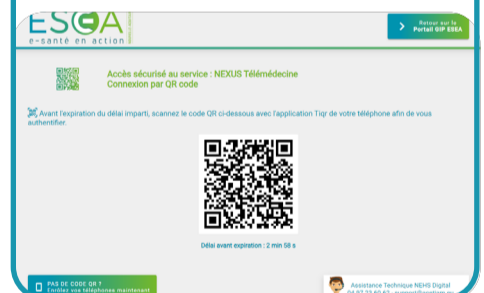 ESEA
e-santé en action
Retour sur le
Portail GIP ESEA
Accès sécurisé au service : NEXUS Télémédecine
Connexion par QR code
Avant l'expiration du délai imparti, scannez le code QR ci-dessous avec l'application Tiqr de votre téléphone afin de vous
authentifier.
Délai avant expiration : 2 min 58 s
PAS DE CODE QR ?
Enrôlez vos téléphones maintenant
Assistance Technique NEHS Digital